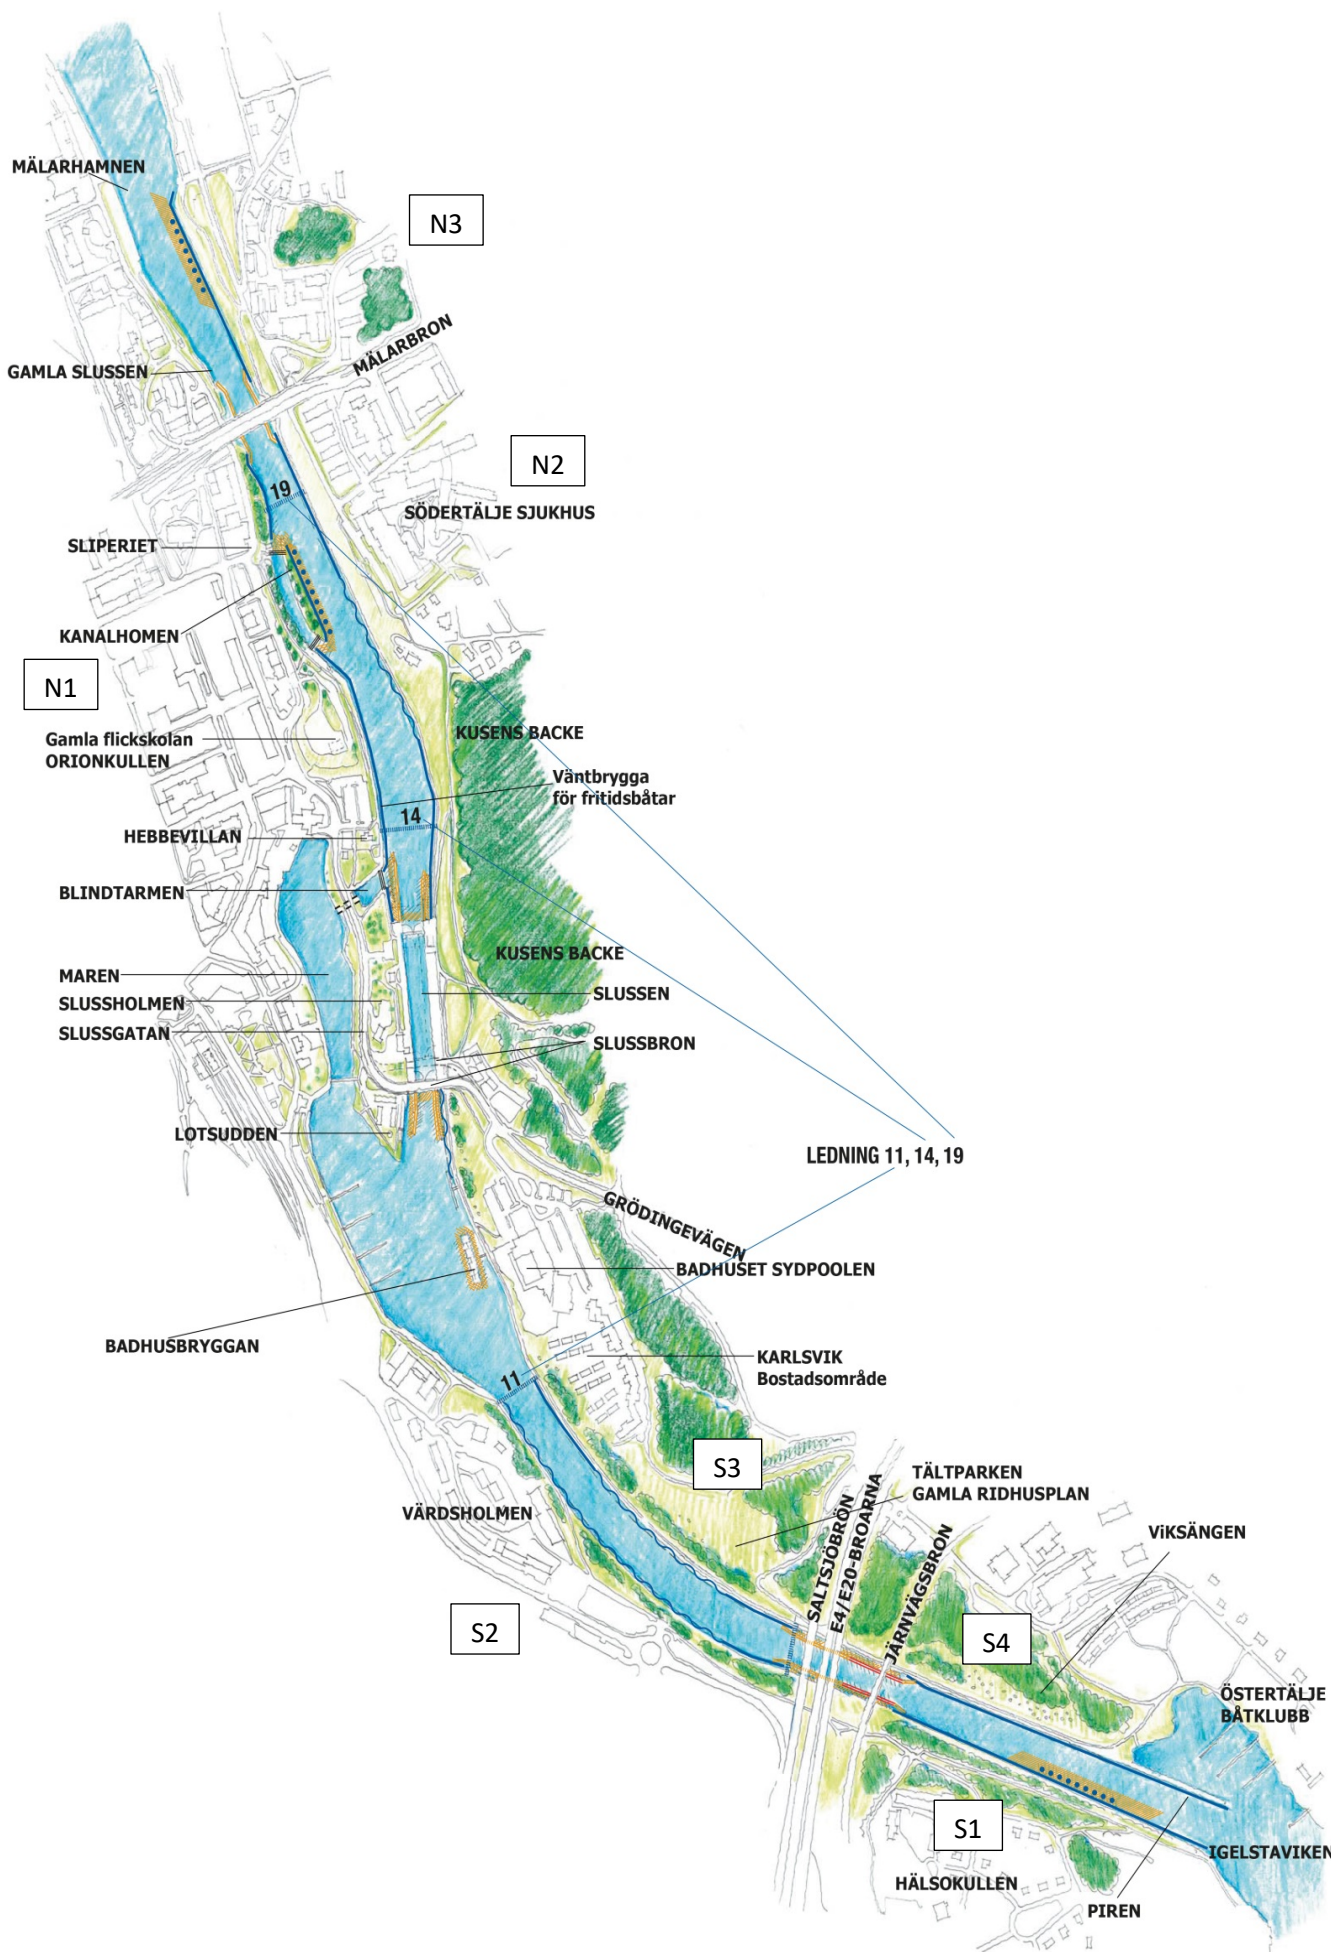 MÄLARHAMNEN
N3
MÄLARBRON
GAMLA SLUSSEN
N2
19
SÖDERTÄLJE SJUKHUS
SLIPERIET
KANALHOMEN
N1
KUSENS BACKE
Gamla flickskolan
ORIONKULLEN
Väntbrygga
för fritidsbåtar
14
HEBBEVILLAN
BLINDTARMEN
KUSENS BACKE
MAREN
SLUSSEN
SLUSSHOLMEN
SLUSSGATAN
SLUSSBRON
LOTSUDDEN
LEDNING 11, 14, 19
GRÖDINGEVÄGEN
BADHUSET SYDPOOLEN
BADHUSBRYGGAN
KARLSVIK
Bostadsområde
11
S3
TÄLTPARKEN
GAMLA RIDHUSPLAN
VÄRDSHOLMEN
SALTSJÖBRÖN
E4/E20-BROARNA
JÄRNVÄGSBRON
ViKSÄNGEN
S2
S4
ÖSTERTÄLJE
BÅTKLUBB
S1
IGELSTAVIKEN
HÄLSOKULLEN
PIREN